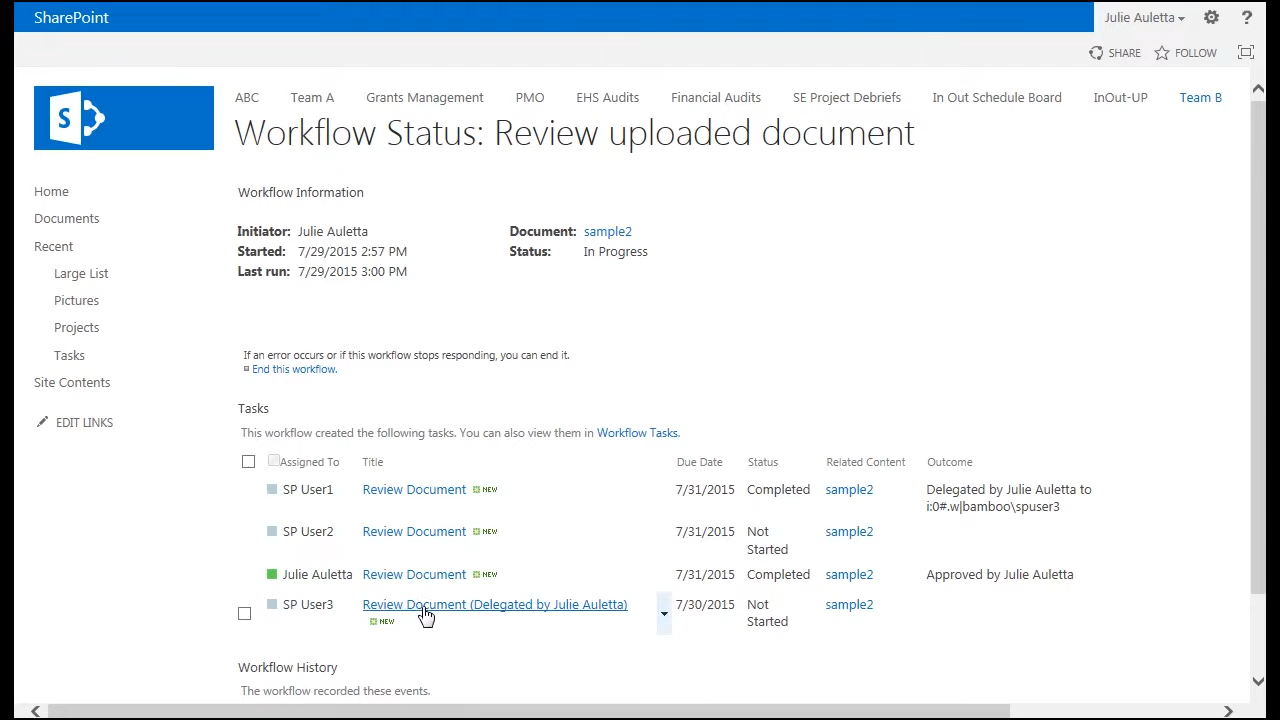 SharePoint
Julie Auletta
?
SHARE
FOLLOW
S
ABC Team A Grants Management PMO EHS Audits Financial Audits SE Project Debriefs In Out Schedule Board InOut-UP Team B
Workflow Status: Review uploaded document
Home
Documents
Recent
Large List
Pictures
Projects
Tasks
Site Contents
EDIT LINKS
Workflow Information
Initiator: Julie Auletta Document: sample2
Started: 7/29/2015 2:57 PM Status: In Progress
Last run: 7/29/2015 3:00 PM
If an error occurs or if this workflow stops responding, you can end it.
End this workflow.
Tasks
This workflow created the following tasks. You can also view them in Workflow Tasks.
Assigned To Title Due Date Status Related Content Outcome
SP User1 Review Document NEW 7/31/2015 Completed sample2 Delegated by Julie Auletta to
i:0#.w|bamboo\spuser3
SP User2 Review Document NEW 7/31/2015 Not sample2
Started
Julie Auletta Review Document NEW 7/31/2015 Completed sample2 Approved by Julie Auletta
SP User3 Review Document (Delegated by Julie Auletta) 7/30/2015 Not sample2
NEW Started
Workflow History
The workflow recorded these events.